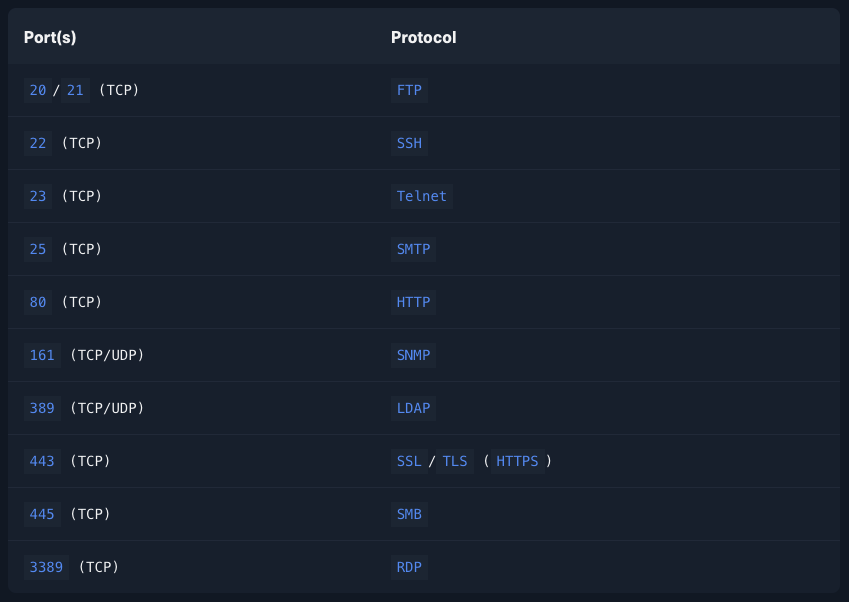 Port(s) Protocol
20/21 (TCP) FTP
22 (TCP) SSH
23 (TCP) Telnet
25 (TCP) SMTP
80 (TCP) HTTP
161 (TCP/UDP) SNMP
389 (TCP/UDP) LDAP
443 (TCP) SSL/TLS (HTTPS)
445 (TCP) SMB
3389 (TCP) RDP